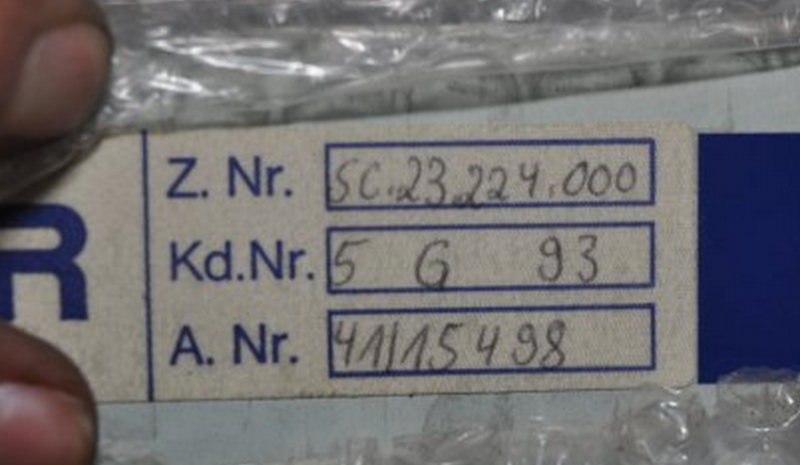 R
Z. Nr. SC.23.224.000
Kd.Nr. 5 G 93
A. Nr. 41/15498